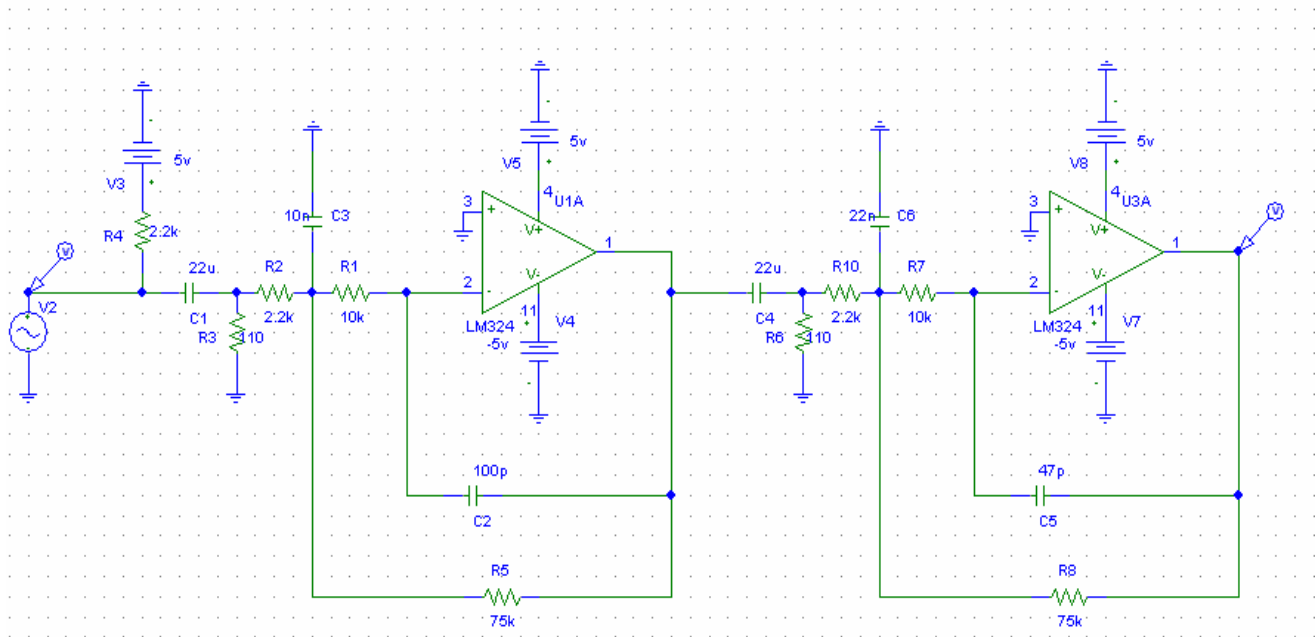 5v
V3
R4
2.2k
V
V2
22u
C1
R3
110
R2
2.2k
10n
C3
R1
10k
V5
5v
3
4
U1A
+
V+
1
2
-
V-
11
LM324
-5v
V4
100p
C2
R5
75k
22u
C4
R6
110
R10
2.2k
22n
C6
R7
10k
V8
5v
3
4
U3A
+
V+
1
V
2
-
V-
11
LM324
-5v
V7
47p
C5
R8
75k